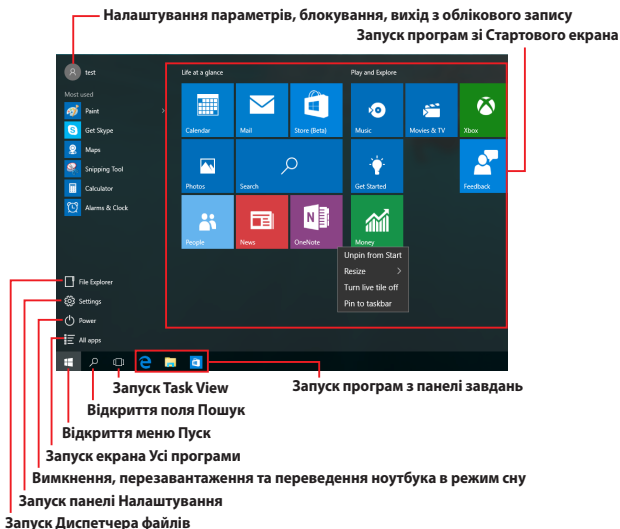 Налаштування параметрів, блокування, вихід з облікового запису
Запуск програм зі Стартового екрана
test
Life at a glance
Play and Explore
Most used
Paint
Get Skype
Maps
Snipping Tool
Calculator
Alarms & Clock
Calendar
Mail
Store (Beta)
Music
Movies & TV
Xbox
Photos
Search
Get Started
Feedback
People
News
OneNote
Money
Unpin from Start
Resize
Turn live tile off
Pin to taskbar
File Explorer
Settings
Power
All apps
Запуск Task View
Запуск програм з панелі завдань
Відкриття поля Пошук
Відкриття меню Пуск
Запуск екрана Усі програми
Вимкнення, перезавантаження та переведення ноутбука в режим сну
Запуск панелі Налаштування
Запуск Диспетчера файлів